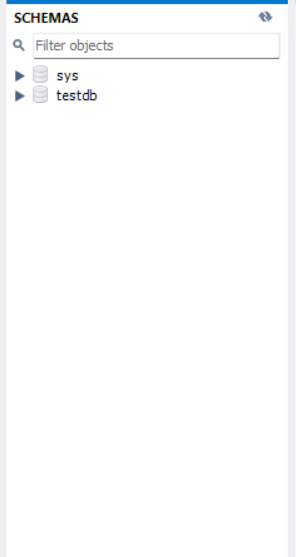 SCHEMAS
Filter objects
sys
testdb